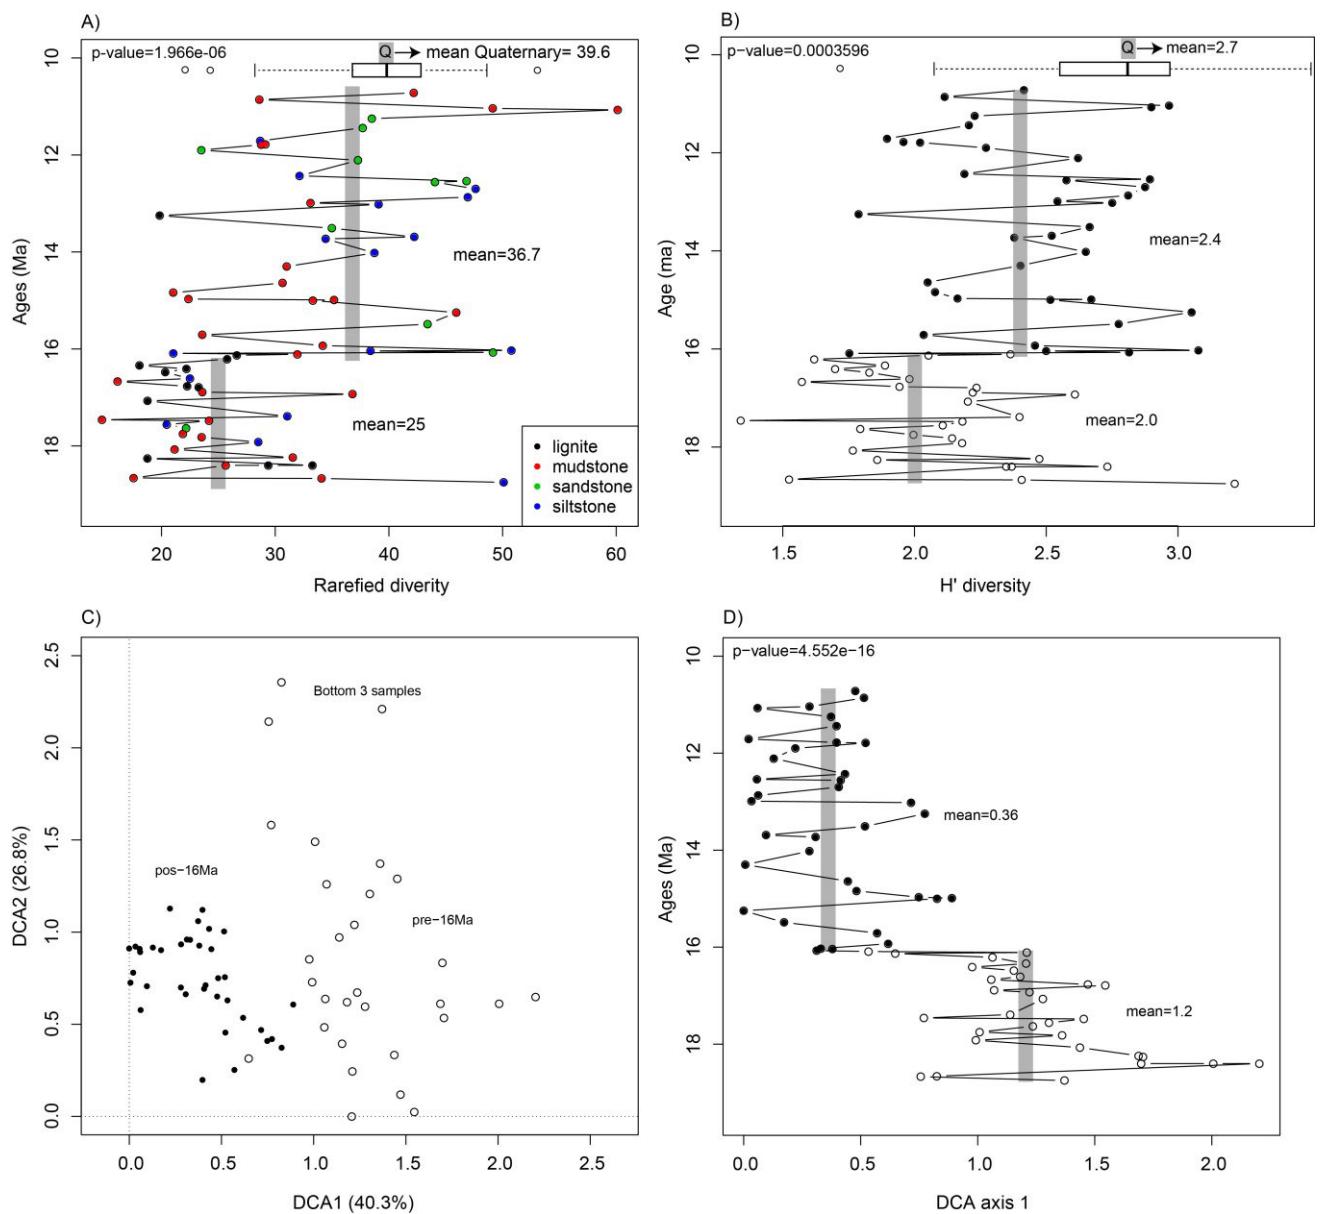 A)
p-value=1.966e-06
Q
mean Quaternary= 39.6
10
12
14
16
18
Ages (Ma)
mean=36.7
mean=25
lignite
mudstone
sandstone
siltstone
20
30
40
50
60
Rarefied diverity
B)
p-value=0.0003596
Q
mean=2.7
10
12
14
16
18
Age (ma)
mean=2.4
mean=2.0
1.5
2.0
2.5
3.0
H' diversity
C)
2.5
2.0
1.5
1.0
0.5
0.0
DCA2 (26.8%)
Bottom 3 samples
pos-16Ma
pre-16Ma
0.0
0.5
1.0
1.5
2.0
2.5
DCA1 (40.3%)
D)
p-value=4.552e-16
10
12
14
16
18
Ages (Ma)
mean=0.36
mean=1.2
0.0
0.5
1.0
1.5
2.0
DCA axis 1